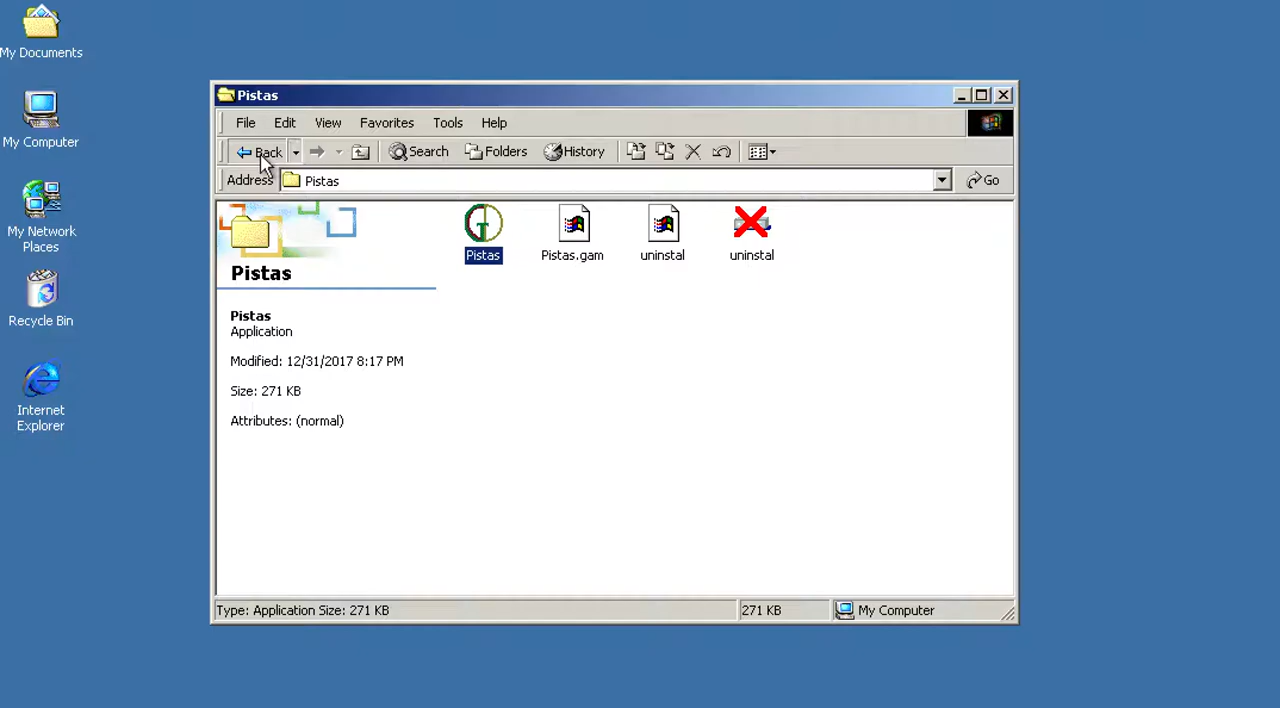 My Documents
My Computer
My Network
Places
Recycle Bin
Internet
Explorer
Pistas
File Edit View Favorites Tools Help
Back Search Folders History
Address Pistas Go
Pistas
Pistas
Application
Modified: 12/31/2017 8:17 PM
Size: 271 KB
Attributes: (normal)
Pistas Pistas.gam uninstal uninstal
Type: Application Size: 271 KB 271 KB My Computer